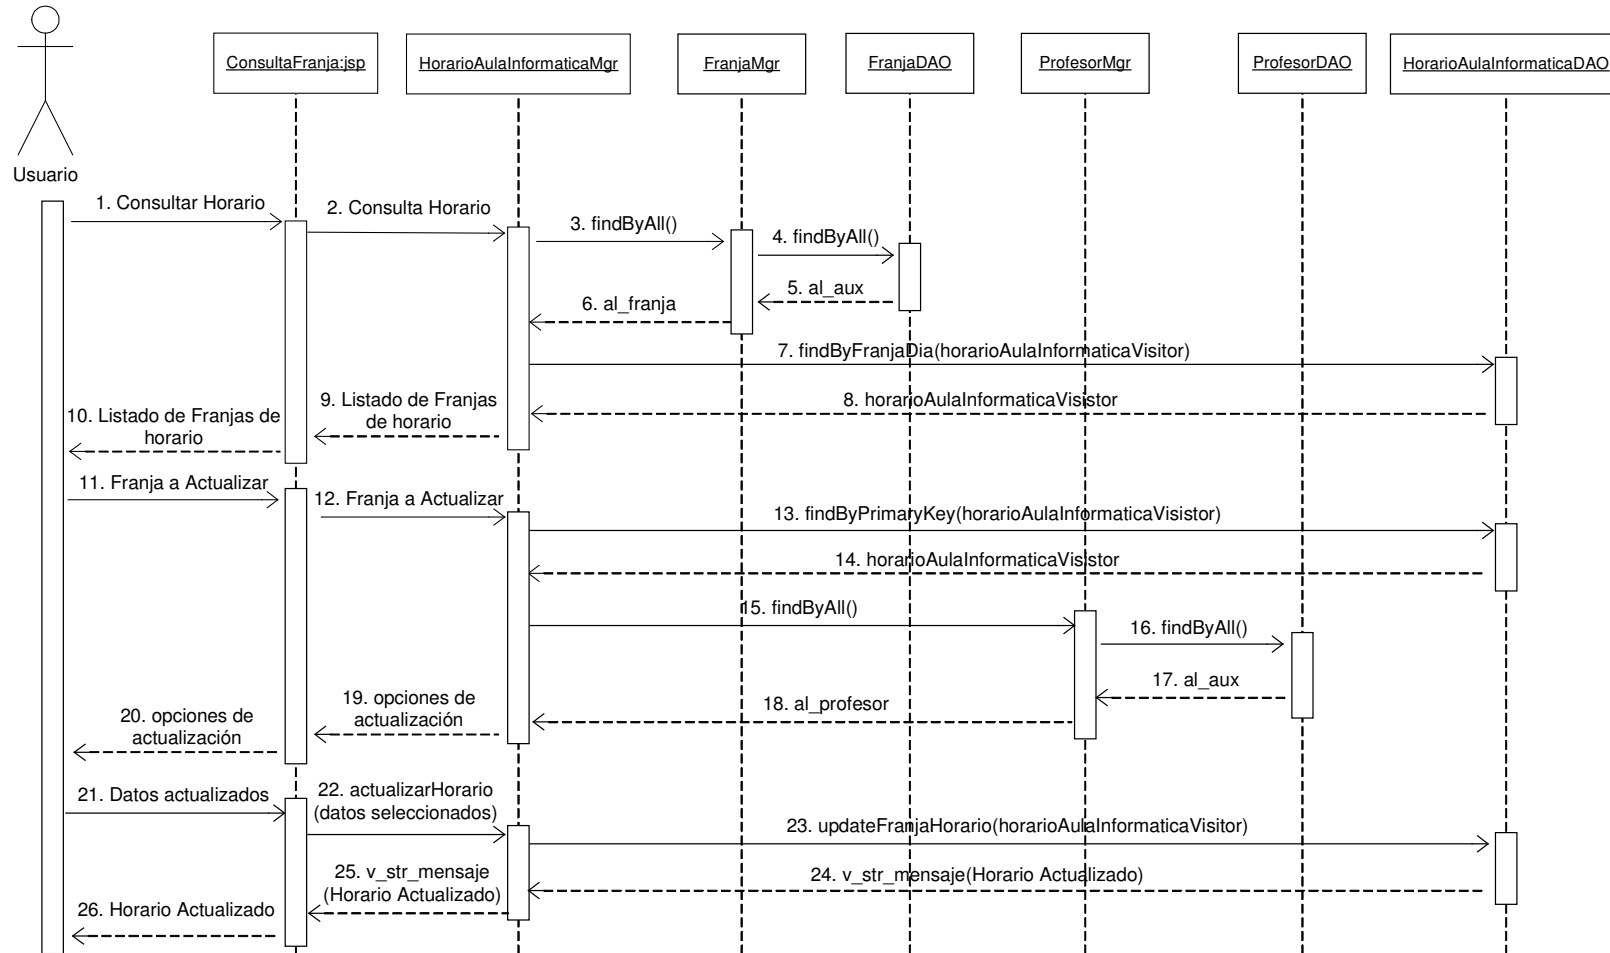 ConsultaFranja:jsp
HorarioAulaInformaticaMgr
FranjaMgr
FranjaDAO
ProfesorMgr
ProfesorDAO
HorarioAulaInformaticaDAO
Usuario
1. Consultar Horario
2. Consulta Horario
3. findByAll()
4. findByAll()
5. al_aux
6. al_franja
7. findByFranjaDia(horarioAulaInformaticaVisitor)
8. horarioAulaInformaticaVisistor
9. Listado de Franjas
de horario
10. Listado de Franjas de
horario
11. Franja a Actualizar
12. Franja a Actualizar
13. findByPrimaryKey(horarioAulaInformaticaVisistor)
14. horarioAulaInformaticaVisistor
15. findByAll()
16. findByAll()
17. al_aux
18. al_profesor
19. opciones de
actualización
20. opciones de
actualización
21. Datos actualizados
22. actualizarHorario
(datos seleccionados)
23. updateFranjaHorario(horarioAulaInformaticaVisitor)
24. v_str_mensaje(Horario Actualizado)
25. v_str_mensaje
(Horario Actualizado)
26. Horario Actualizado